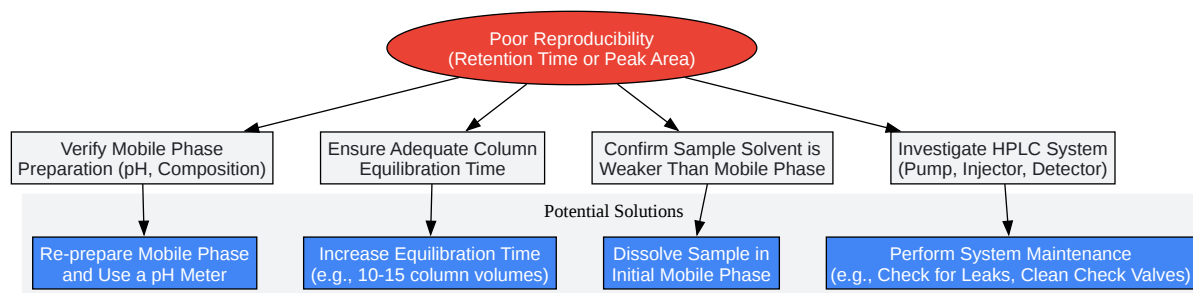 Poor Reproducibility
(Retention Time or Peak Area)
Verify Mobile Phase
Preparation (pH, Composition)
Ensure Adequate Column
Equilibration Time
Confirm Sample Solvent is
Weaker Than Mobile Phase
Investigate HPLC System
(Pump, Injector, Detector)
Potential Solutions
Re-prepare Mobile Phase
and Use a pH Meter
Increase Equilibration Time
(e.g., 10-15 column volumes)
Dissolve Sample in
Initial Mobile Phase
Perform System Maintenance
(e.g., Check for Leaks, Clean Check Valves)